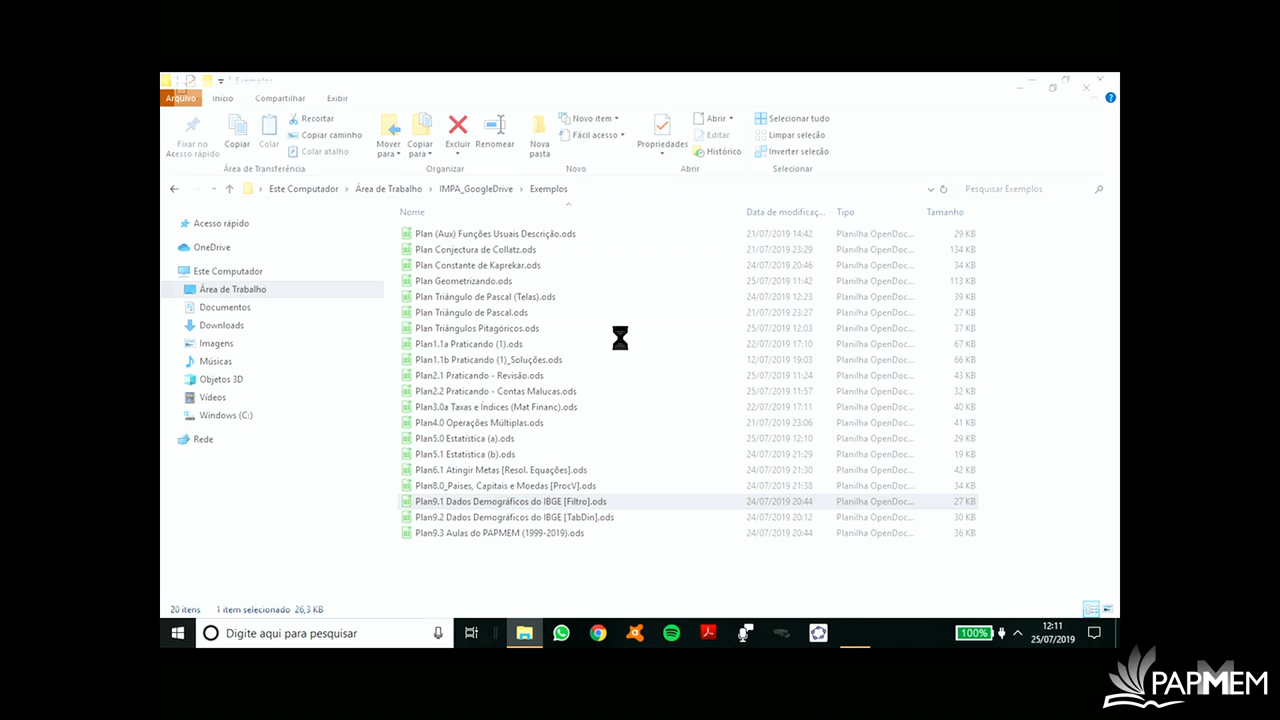 Exemplos
Arquivo Início Compartilhar Exibir
Fixar no Acesso rápido
Copiar
Colar
Recortar
Copiar caminho
Colar atalho
Área de Transferência
Mover para
Copiar para
Excluir
Renomear
Organizar
Nova pasta
Novo item
Fácil acesso
Novo
Propriedades
Abrir
Editar
Histórico
Abrir
Selecionar tudo
Limpar seleção
Inverter seleção
Selecionar
Este Computador > Área de Trabalho > IMPA_GoogleDrive > Exemplos
Pesquisar Exemplos
Acesso rápido
OneDrive
Este Computador
Área de Trabalho
Documentos
Downloads
Imagens
Músicas
Objetos 3D
Vídeos
Windows (C:)
Rede
Nome Data de modificaç... Tipo Tamanho
Plan (Aux) Funções Usuais Descrição.ods 21/07/2019 14:42 Planilha OpenDoc... 29 KB
Plan Conjectura de Collatz.ods 21/07/2019 23:29 Planilha OpenDoc... 134 KB
Plan Constante de Kaprekar.ods 24/07/2019 20:46 Planilha OpenDoc... 34 KB
Plan Geometrizando.ods 25/07/2019 11:42 Planilha OpenDoc... 113 KB
Plan Triângulo de Pascal (Telas).ods 24/07/2019 12:23 Planilha OpenDoc... 39 KB
Plan Triângulo de Pascal.ods 21/07/2019 23:27 Planilha OpenDoc... 27 KB
Plan Triângulos Pitagóricos.ods 25/07/2019 12:03 Planilha OpenDoc... 37 KB
Plan1.1a Praticando (1).ods 22/07/2019 17:10 Planilha OpenDoc... 67 KB
Plan1.1b Praticando (1)_Soluções.ods 12/07/2019 19:03 Planilha OpenDoc... 66 KB
Plan2.1 Praticando - Revisão.ods 25/07/2019 11:24 Planilha OpenDoc... 43 KB
Plan2.2 Praticando - Contas Malucas.ods 25/07/2019 11:57 Planilha OpenDoc... 32 KB
Plan3.0a Taxas e Índices (Mat Financ).ods 22/07/2019 17:11 Planilha OpenDoc... 40 KB
Plan4.0 Operações Múltiplas.ods 21/07/2019 23:06 Planilha OpenDoc... 41 KB
Plan5.0 Estatística (a).ods 25/07/2019 12:10 Planilha OpenDoc... 29 KB
Plan5.1 Estatística (b).ods 24/07/2019 21:29 Planilha OpenDoc... 19 KB
Plan6.1 Atingir Metas [Resol. Equações].ods 24/07/2019 21:30 Planilha OpenDoc... 42 KB
Plan8.0_Paises, Capitais e Moedas [ProcV].ods 24/07/2019 21:38 Planilha OpenDoc... 34 KB
Plan9.1 Dados Demográficos do IBGE [Filtro].ods 24/07/2019 20:44 Planilha OpenDoc... 27 KB
Plan9.2 Dados Demográficos do IBGE [TabDin].ods 24/07/2019 20:12 Planilha OpenDoc... 30 KB
Plan9.3 Aulas do PAPMEM (1999-2019).ods 24/07/2019 20:44 Planilha OpenDoc... 36 KB
20 itens 1 item selecionado 26,3 KB
Digite aqui para pesquisar
100%
12:11
25/07/2019
PAPMEM